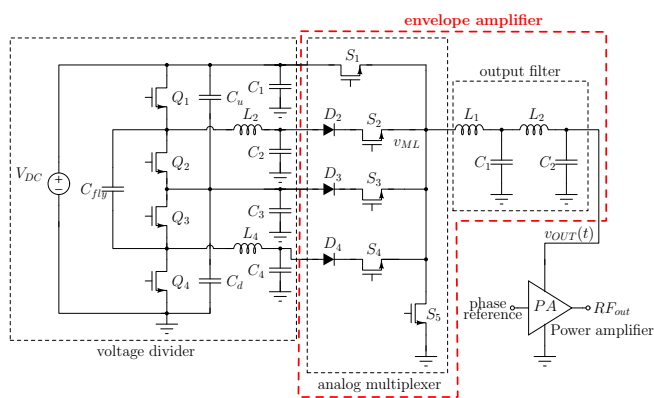 envelope amplifier
S1
output filter
Q1
Cu
C1
L2
D2
S2
L1
L2
vML
C1
C2
Q2
C2
VDC
Cfly
D3
S3
Q3
C3
L4
D4
S4
vOUT(t)
Q4
Cd
C4
S5
phase
reference
PA
RFout
Power amplifier
voltage divider
analog multiplexer